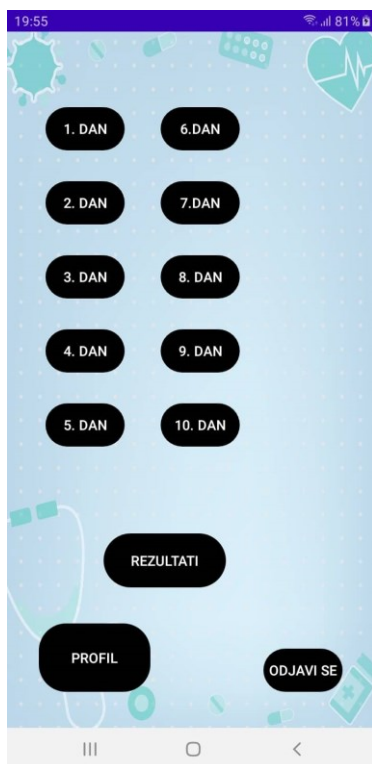 19:55 81%
1. DAN 6.DAN
2. DAN 7.DAN
3. DAN 8. DAN
4. DAN 9. DAN
5. DAN 10. DAN
REZULTATI
PROFIL
ODJAVI SE